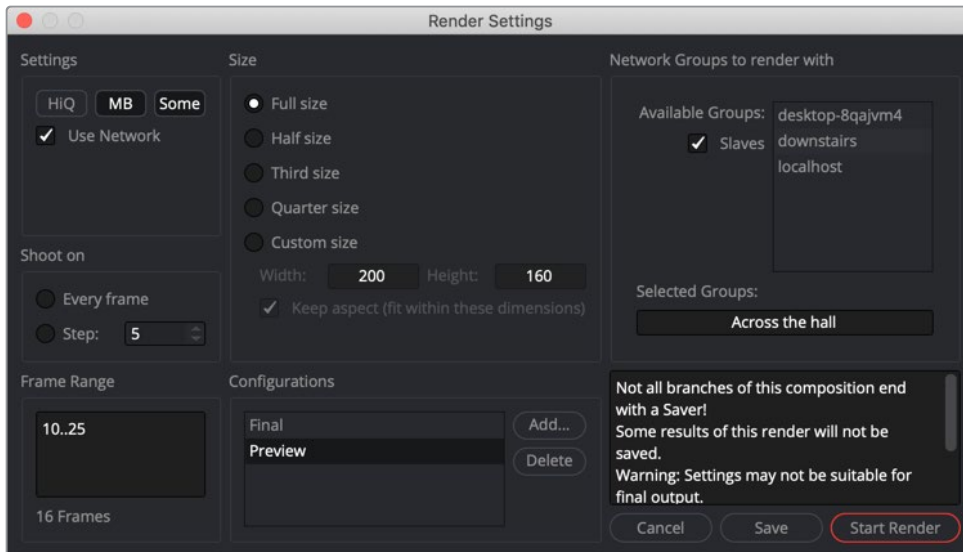 Render Settings
Settings
HiQ MB Some
Use Network
Shoot on
Every frame
Step: 5
Frame Range
10..25
16 Frames
Size
Full size
Half size
Third size
Quarter size
Custom size
Width: 200 Height: 160
Keep aspect (fit within these dimensions)
Configurations
Final
Preview
Add...
Delete
Network Groups to render with
Available Groups:
Slaves
desktop-8qajvm4
downstairs
localhost
Selected Groups:
Across the hall
Not all branches of this composition end
with a Saver!
Some results of this render will not be
saved.
Warning: Settings may not be suitable for
final output.
Cancel Save Start Render